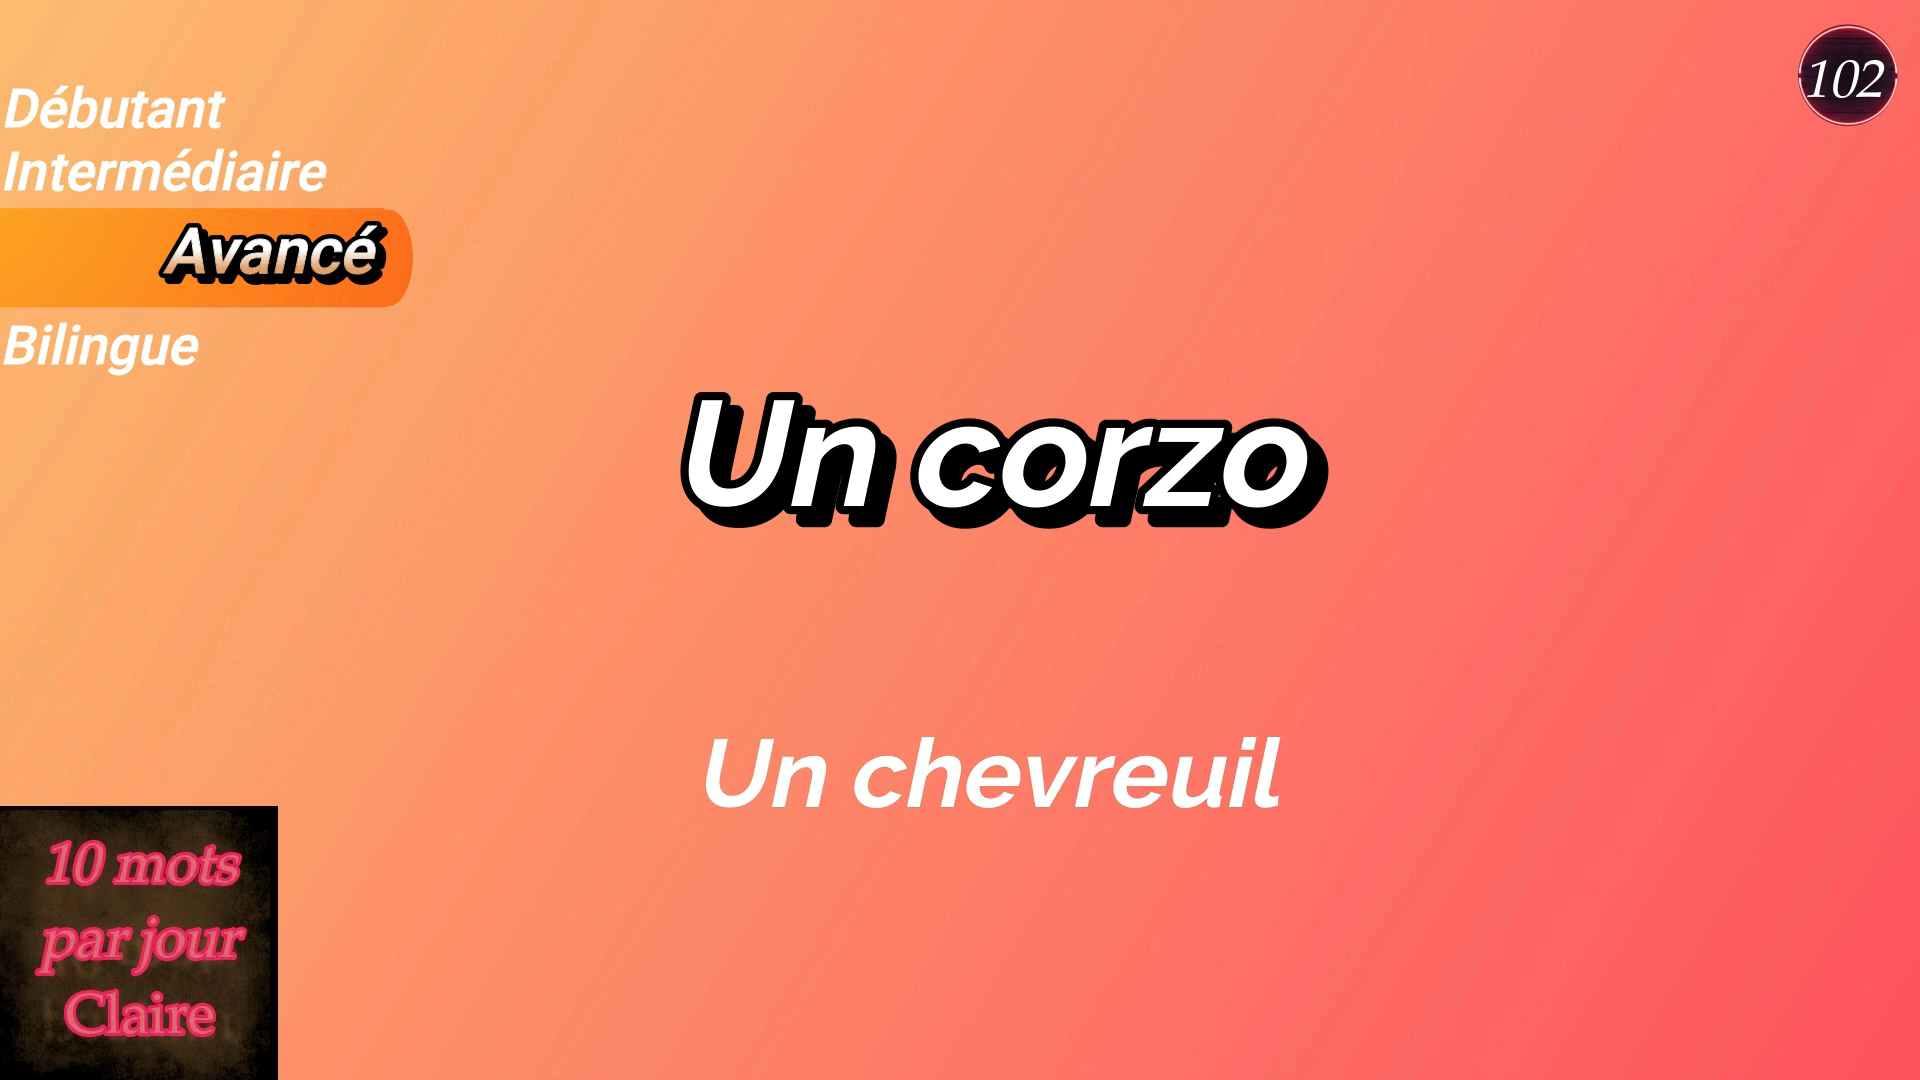 Débutant
Intermédiaire
Avancé
Bilingue
102
Un corzo
Un chevreuil
10 mots
par jour
Claire